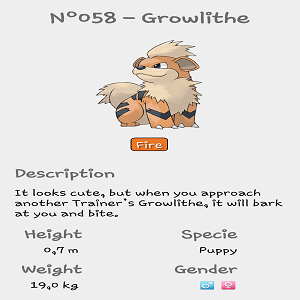 N°058 – Growlithe
Fire
Description
It looks cute, but when you approach
another Trainer's Growlithe, it will bark
at you and bite.
Height Specie
0,7 m Puppy
Weight Gender
19,0 kg ♂ ♀